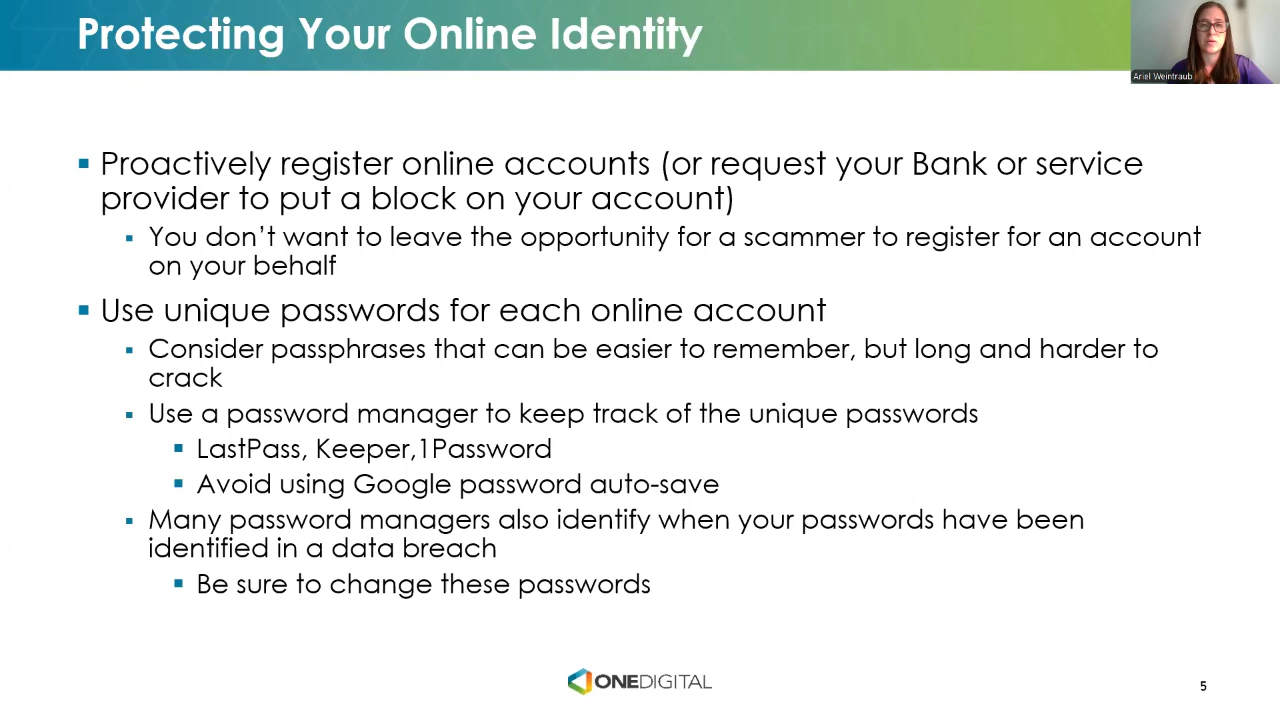 Protecting Your Online Identity
Ariel Weintraub
▪ Proactively register online accounts (or request your Bank or service
provider to put a block on your account)
▪ You don’t want to leave the opportunity for a scammer to register for an account
on your behalf
▪ Use unique passwords for each online account
▪ Consider passphrases that can be easier to remember, but long and harder to
crack
▪ Use a password manager to keep track of the unique passwords
▪ LastPass, Keeper,1Password
▪ Avoid using Google password auto-save
▪ Many password managers also identify when your passwords have been
identified in a data breach
▪ Be sure to change these passwords
ONEDIGITAL
5